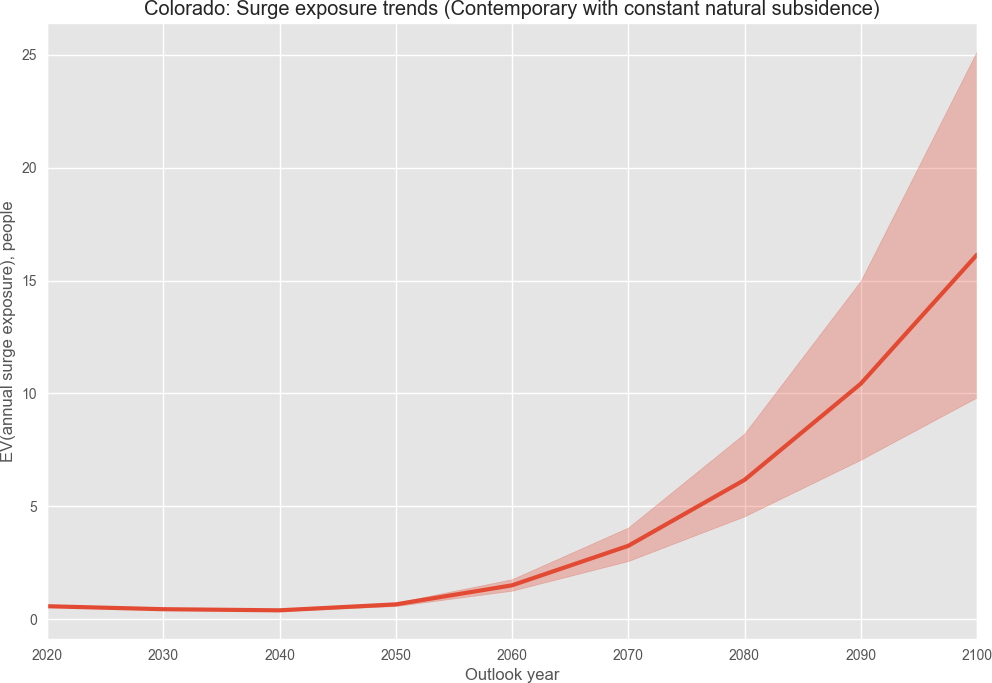 Colorado: Surge exposure trends (Contemporary with constant natural subsidence)
EV(annual surge exposure), people
25
20
15
10
5
0
2020 2030 2040 2050 2060 2070 2080 2090 2100
Outlook year